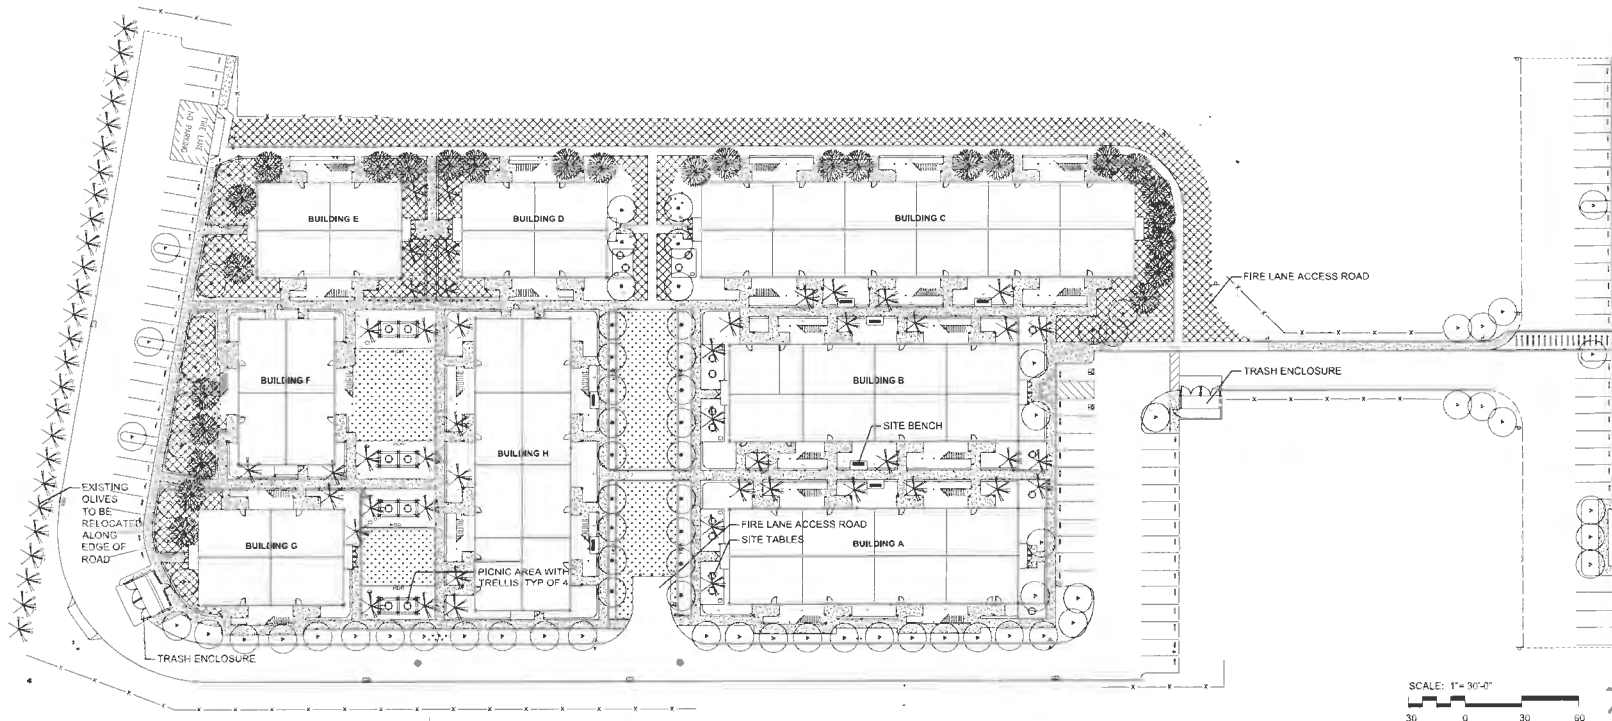 FIRE LANE
NO PARKING
BUILDING E
BUILDING D
BUILDING C
FIRE LANE ACCESS ROAD
BUILDING F
BUILDING B
TRASH ENCLOSURE
SITE BENCH
BUILDING H
EXISTING
OLIVES
TO BE
RELOCATED
ALONG
EDGE OF
ROAD
FIRE LANE ACCESS ROAD
SITE TABLES
BUILDING G
BUILDING A
PICNIC AREA WITH
TRELLIS, TYP OF 4
TRASH ENCLOSURE
SCALE: 1"= 30'-0"
30 0 30 60